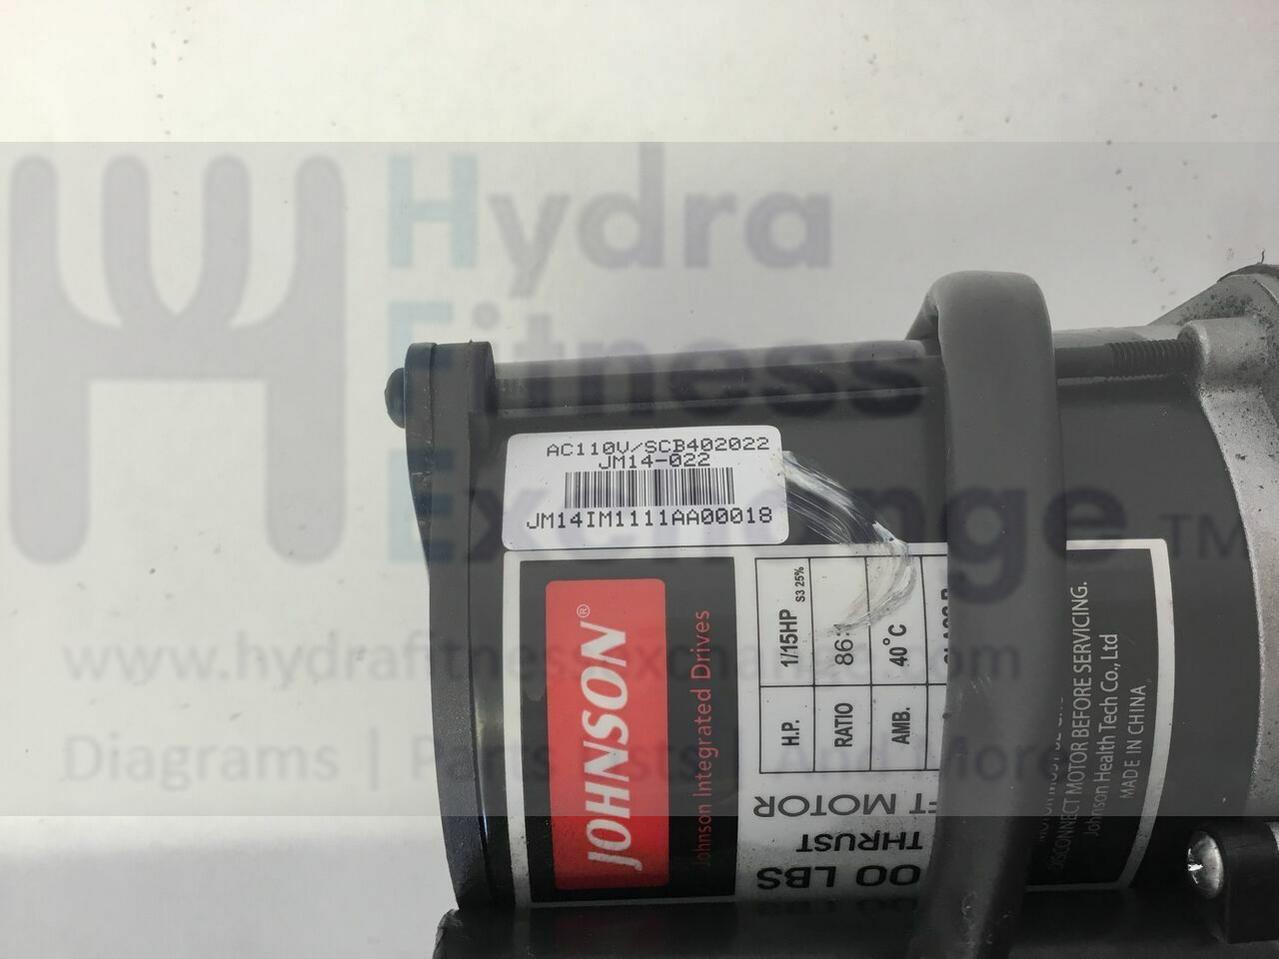 Hydra
Fitness
Exchange TM
www.hydrafitnessexchange.com
Diagrams | Parts Lists | And More
AC110V/SCB402022
JM14-022
JM14IM1111AA00018
JOHNSON®
Johnson Integrated Drives
H.P. 1/15HP S3 25%
RATIO 86:
AMB. 40°C
FT MOTOR
THRUST
00 LBS
DISCONNECT MOTOR BEFORE SERVICING.
Johnson Health Tech Co., Ltd
MADE IN CHINA